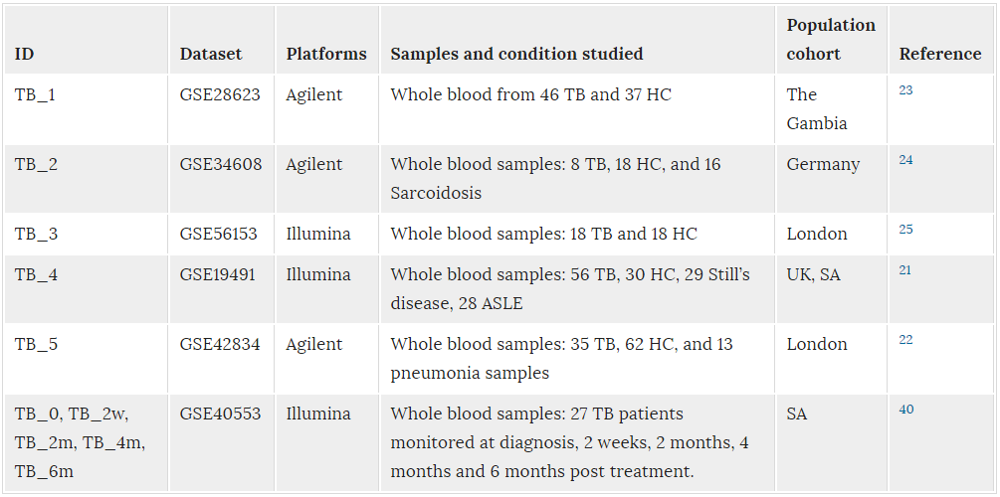 ID Dataset Platforms Samples and condition studied Population cohort Reference
TB_1 GSE28623 Agilent Whole blood from 46 TB and 37 HC The Gambia 23
TB_2 GSE34608 Agilent Whole blood samples: 8 TB, 18 HC, and 16 Sarcoidosis Germany 24
TB_3 GSE56153 Illumina Whole blood samples: 18 TB and 18 HC London 25
TB_4 GSE19491 Illumina Whole blood samples: 56 TB, 30 HC, 29 Still’s disease, 28 ASLE UK, SA 21
TB_5 GSE42834 Agilent Whole blood samples: 35 TB, 62 HC, and 13 pneumonia samples London 22
TB_0, TB_2w, TB_2m, TB_4m, TB_6m GSE40553 Illumina Whole blood samples: 27 TB patients monitored at diagnosis, 2 weeks, 2 months, 4 months and 6 months post treatment. SA 40